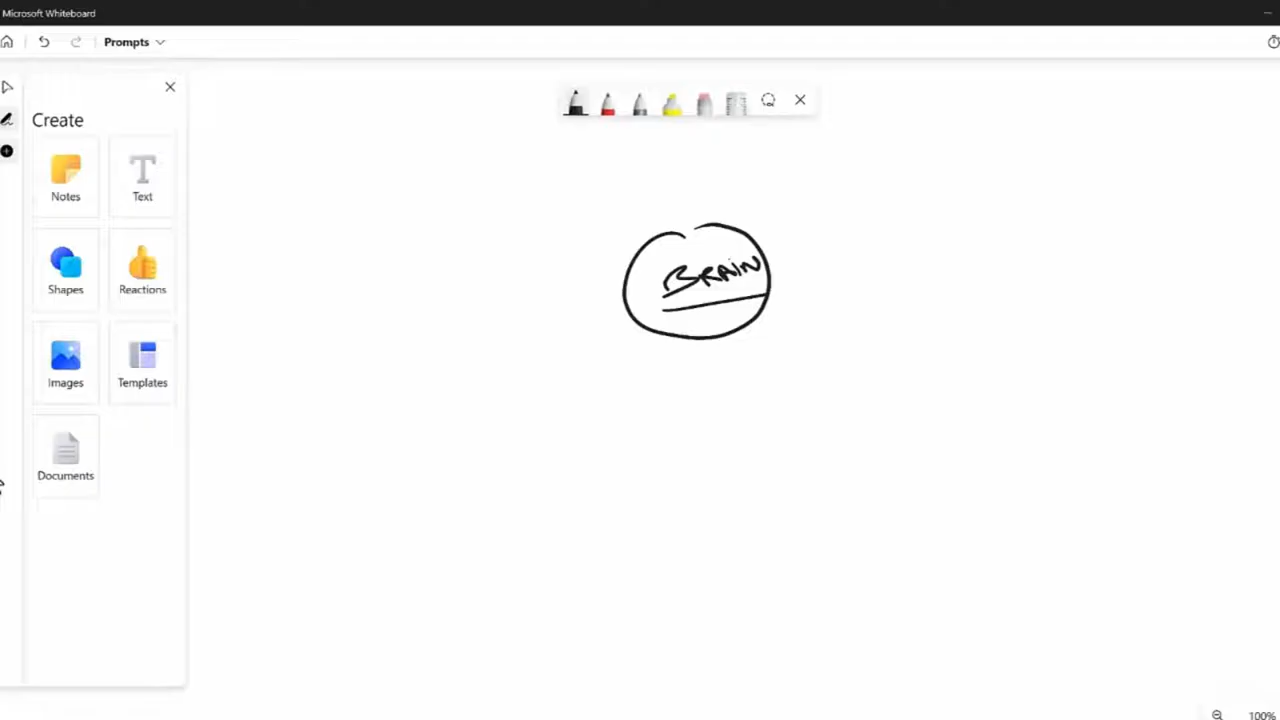 Microsoft Whiteboard
Prompts
Create
Notes
Text
BRAIN
Shapes
Reactions
Images
Templates
Documents
100%